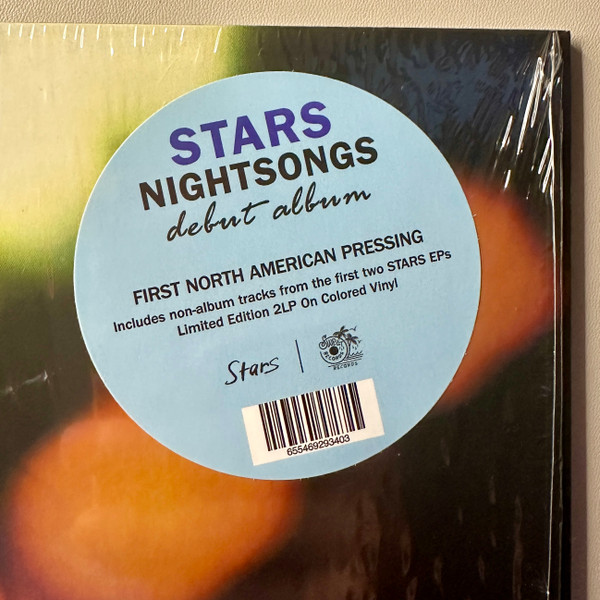 STARS
NIGHTSONGS
debut album
FIRST NORTH AMERICAN PRESSING
Includes non-album tracks from the first two STARS EPs
Limited Edition 2LP On Colored Vinyl
Stars
RECORDS
655469293403